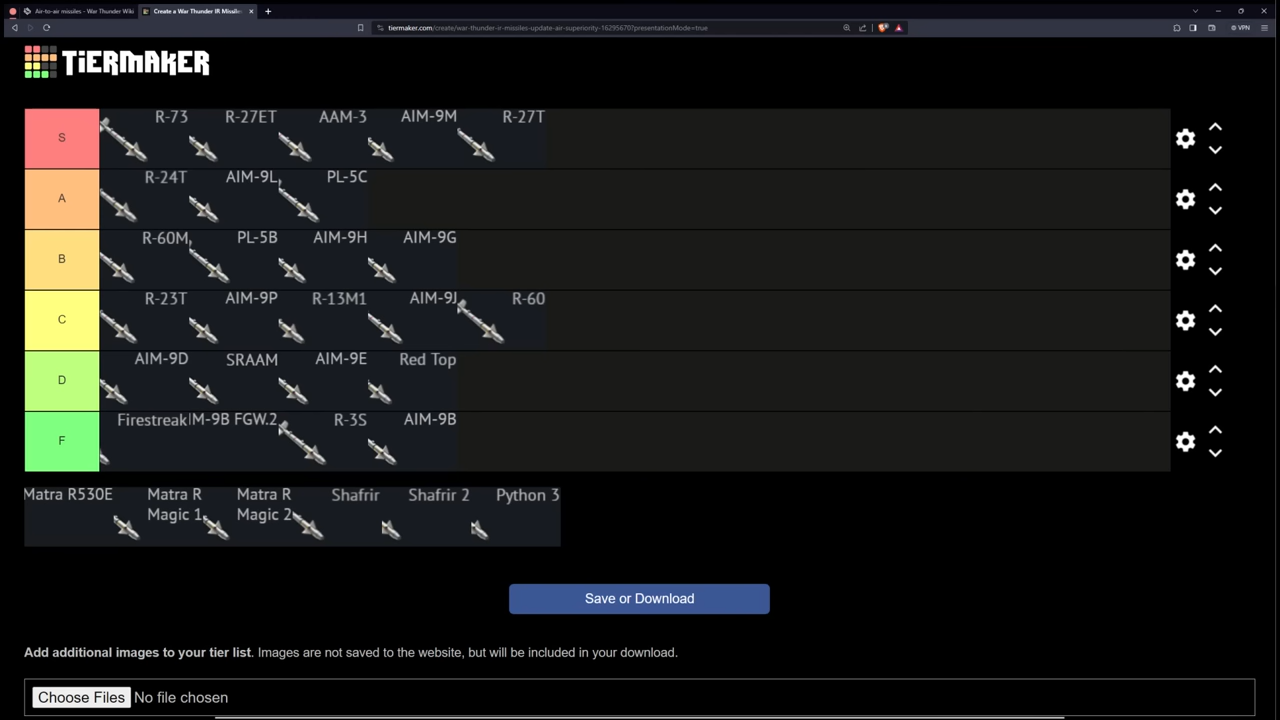 Air-to-air missiles - War Thunder Wiki
Create a War Thunder IR Missiles
tiermaker.com/create/war-thunder-ir-missiles-update-air-superiority-16295670?presentationMode=true
VPN
TiERMAKER
S
R-73
R-27ET
AAM-3
AIM-9M
R-27T
A
R-24T
AIM-9L
PL-5C
B
R-60M
PL-5B
AIM-9H
AIM-9G
C
R-23T
AIM-9P
R-13M1
AIM-9J
R-60
D
AIM-9D
SRAAM
AIM-9E
Red Top
F
Firestreak
IM-9B FGW.2
R-3S
AIM-9B
Matra R530E
Matra R
Magic 1
Matra R
Magic 2
Shafrir
Shafrir 2
Python 3
Save or Download
Add additional images to your tier list. Images are not saved to the website, but will be included in your download.
Choose Files No file chosen